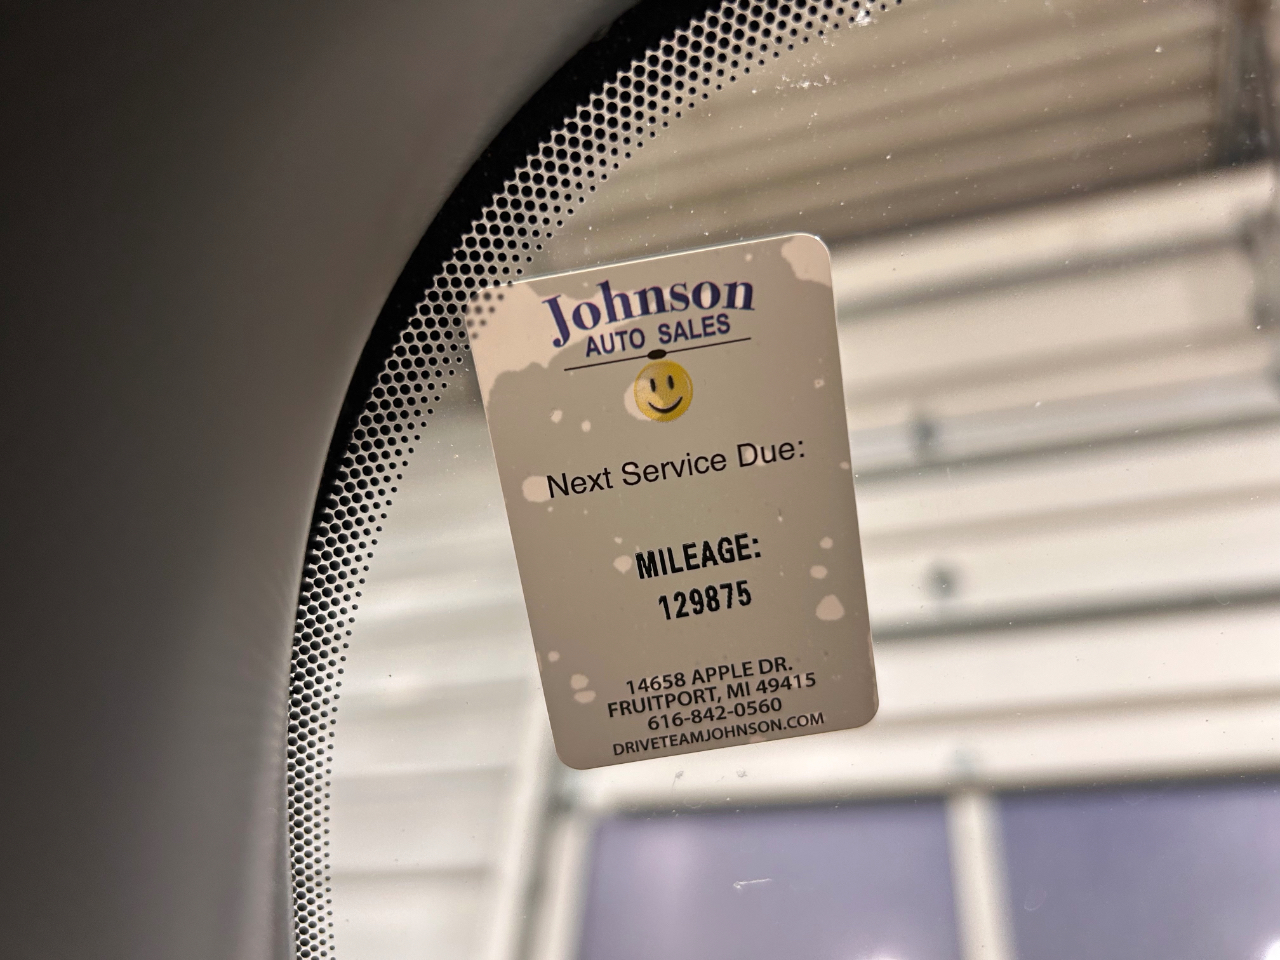 Johnson
AUTO SALES
Next Service Due:
MILEAGE:
129875
14658 APPLE DR.
FRUITPORT, MI 49415
616-842-0560
DRIVETEAMJOHNSON.COM